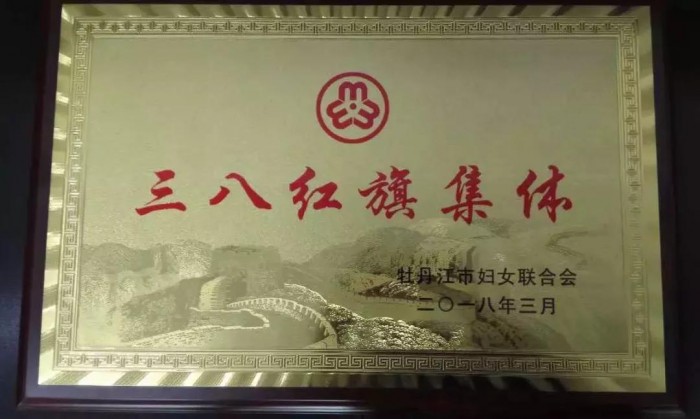 三八红旗集体
牡丹江市妇女联合会
二〇一八年三月